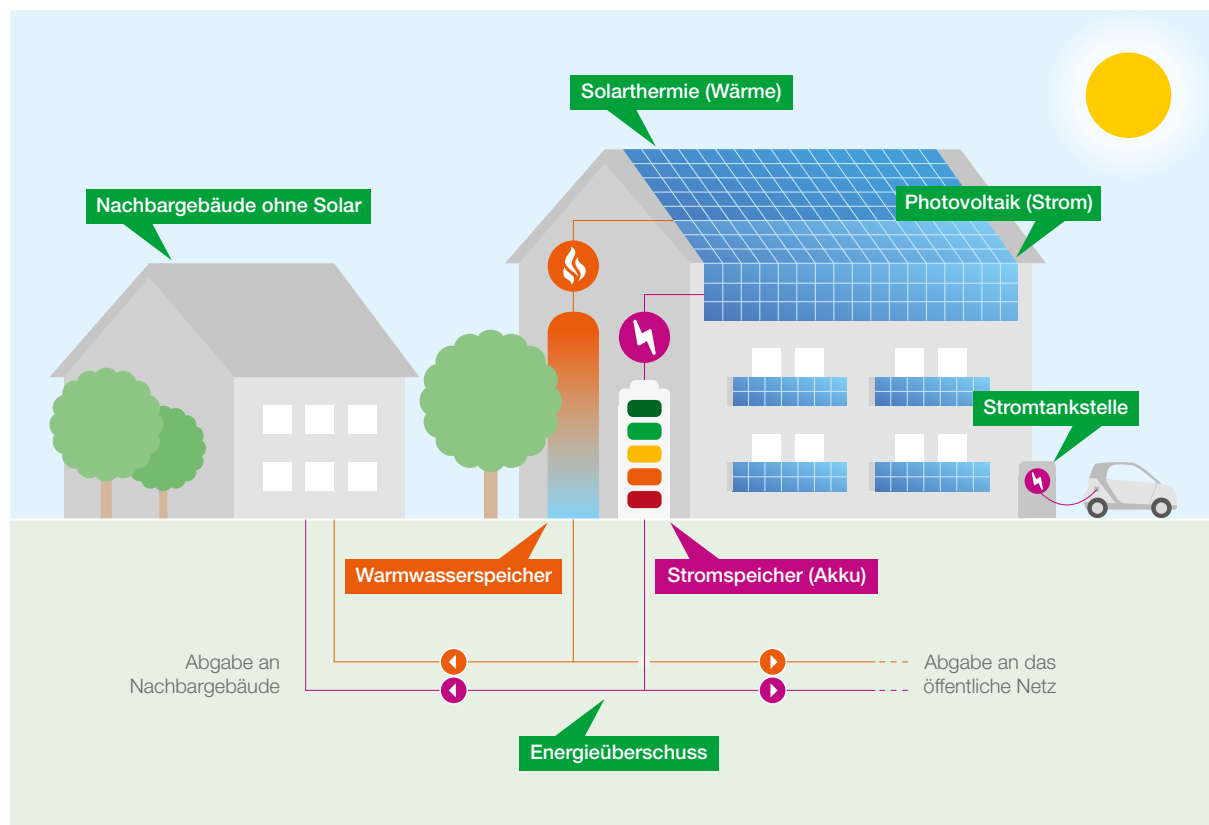 Solarthermie (Wärme)
Nachbargebäude ohne Solar
Photovoltaik (Strom)
Stromtankstelle
Warmwasserspeicher
Stromspeicher (Akku)
Abgabe an
Nachbargebäude
Abgabe an das
öffentliche Netz
Energieüberschuss